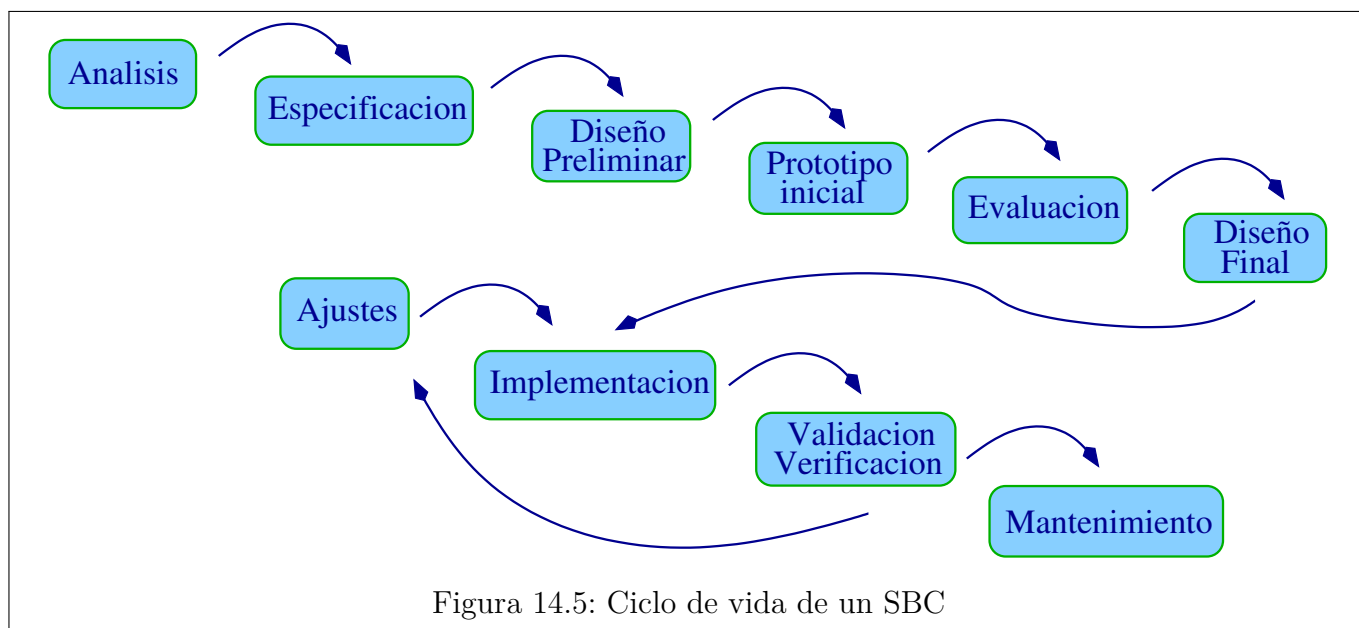 Analisis
Especificacion
Diseño
Preliminar
Prototipo
inicial
Evaluacion
Diseño
Final
Ajustes
Implementacion
Validacion
Verificacion
Mantenimiento
Figura 14.5: Ciclo de vida de un SBC